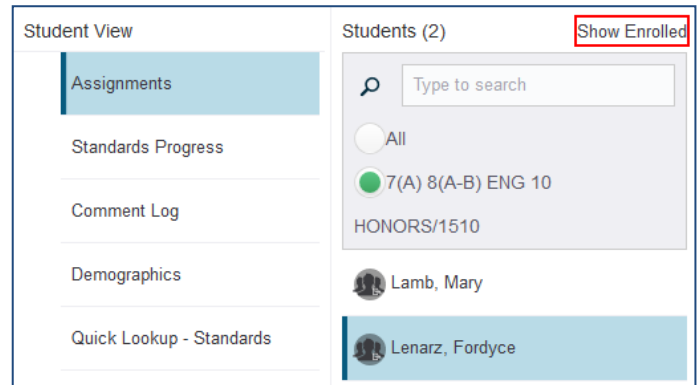 Student View
Assignments
Standards Progress
Comment Log
Demographics
Quick Lookup - Standards
Students (2)
Show Enrolled
Type to search
All
7(A) 8(A-B) ENG 10
HONORS/1510
Lamb, Mary
Lenarz, Fordyce